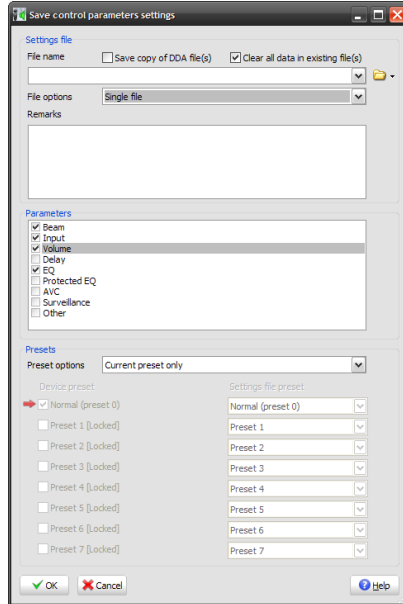 Save control parameters settings
Settings file
File name Save copy of DDA file(s) Clear all data in existing file(s)
File options Single file
Remarks
Parameters
Beam
Input
Volume
Delay
EQ
Protected EQ
AVC
Surveillance
Other
Presets
Preset options Current preset only
Device preset Settings file preset
Normal (preset 0) Normal (preset 0)
Preset 1 [Locked] Preset 1
Preset 2 [Locked] Preset 2
Preset 3 [Locked] Preset 3
Preset 4 [Locked] Preset 4
Preset 5 [Locked] Preset 5
Preset 6 [Locked] Preset 6
Preset 7 [Locked] Preset 7
OK Cancel Help